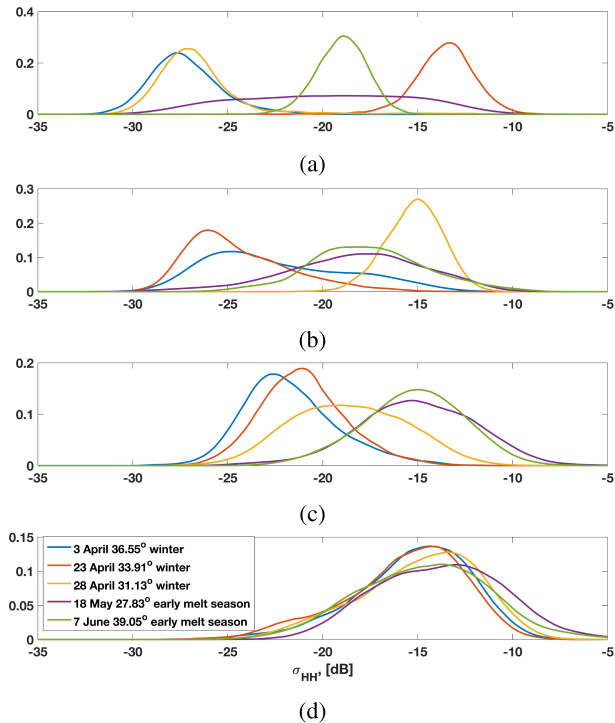 0.4
0.2
0
-35 -30 -25 -20 -15 -10 -5
(a)
0.3
0.2
0.1
0
-35 -30 -25 -20 -15 -10 -5
(b)
0.2
0.1
0
-35 -30 -25 -20 -15 -10 -5
(c)
0.15
0.1
0.05
0
3 April 36.55° winter
23 April 33.91° winter
28 April 31.13° winter
18 May 27.83° early melt season
7 June 39.05° early melt season
-35 -30 -25 -20 -15 -10 -5
σHH, [dB]
(d)